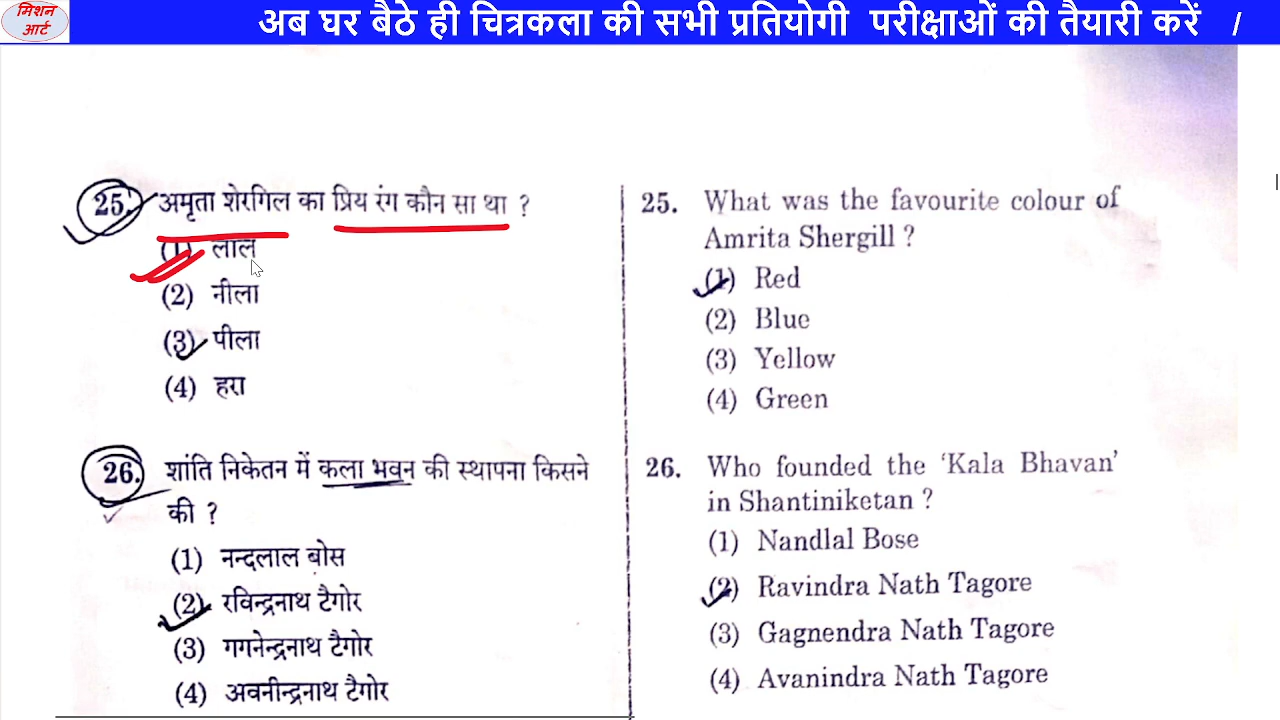 मिशन
आर्ट
अब घर बैठे ही चित्रकला की सभी प्रतियोगी परीक्षाओं की तैयारी करें /
25. अमृता शेरगिल का प्रिय रंग कौन सा था ?
(1) लाल
(2) नीला
(3) पीला
(4) हरा
26. शांति निकेतन में कला भवन की स्थापना किसने
की ?
(1) नन्दलाल बोस
(2) रविन्द्रनाथ टैगोर
(3) गगनेन्द्रनाथ टैगोर
(4) अवनीन्द्रनाथ टैगोर
25. What was the favourite colour of
Amrita Shergill ?
(1) Red
(2) Blue
(3) Yellow
(4) Green
26. Who founded the ‘Kala Bhavan’
in Shantiniketan ?
(1) Nandlal Bose
(2) Ravindra Nath Tagore
(3) Gagnendra Nath Tagore
(4) Avanindra Nath Tagore